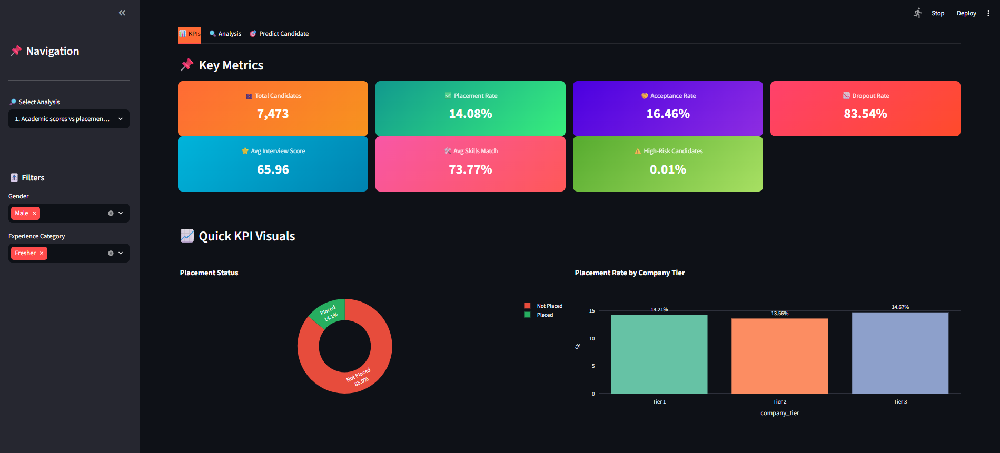 Stop
Deploy
Navigation
Select Analysis
1. Academic scores vs placemen...
Filters
Gender
Male
Experience Category
Fresher
KPIs
Analysis
Predict Candidate
Key Metrics
Total Candidates
7,473
Placement Rate
14.08%
Acceptance Rate
16.46%
Dropout Rate
83.54%
Avg Interview Score
65.96
Avg Skills Match
73.77%
High-Risk Candidates
0.01%
Quick KPI Visuals
Placement Status
Placed
14.1%
Not Placed
85.9%
Not Placed
Placed
Placement Rate by Company Tier
%
15
10
5
0
14.21%
13.56%
14.67%
Tier 1
Tier 2
Tier 3
company_tier